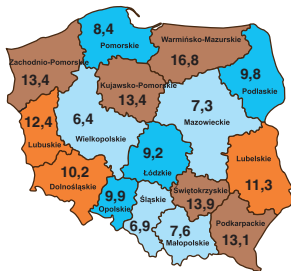 8,4
Pomorskie
Warmińsko-Mazurskie
16,8
Zachodnio-Pomorskie
13,4
9,8
Podlaskie
Kujawsko-Pomorskie
13,4
7,3
Mazowieckie
6,4
Wielkopolskie
12,4
Lubuskie
9,2
Łódzkie
Lubelskie
11,3
10,2
Dolnośląskie
9,9
Opolskie
Śląskie
6,9
Świętokrzyskie
13,9
7,6
Małopolskie
Podkarpackie
13,1